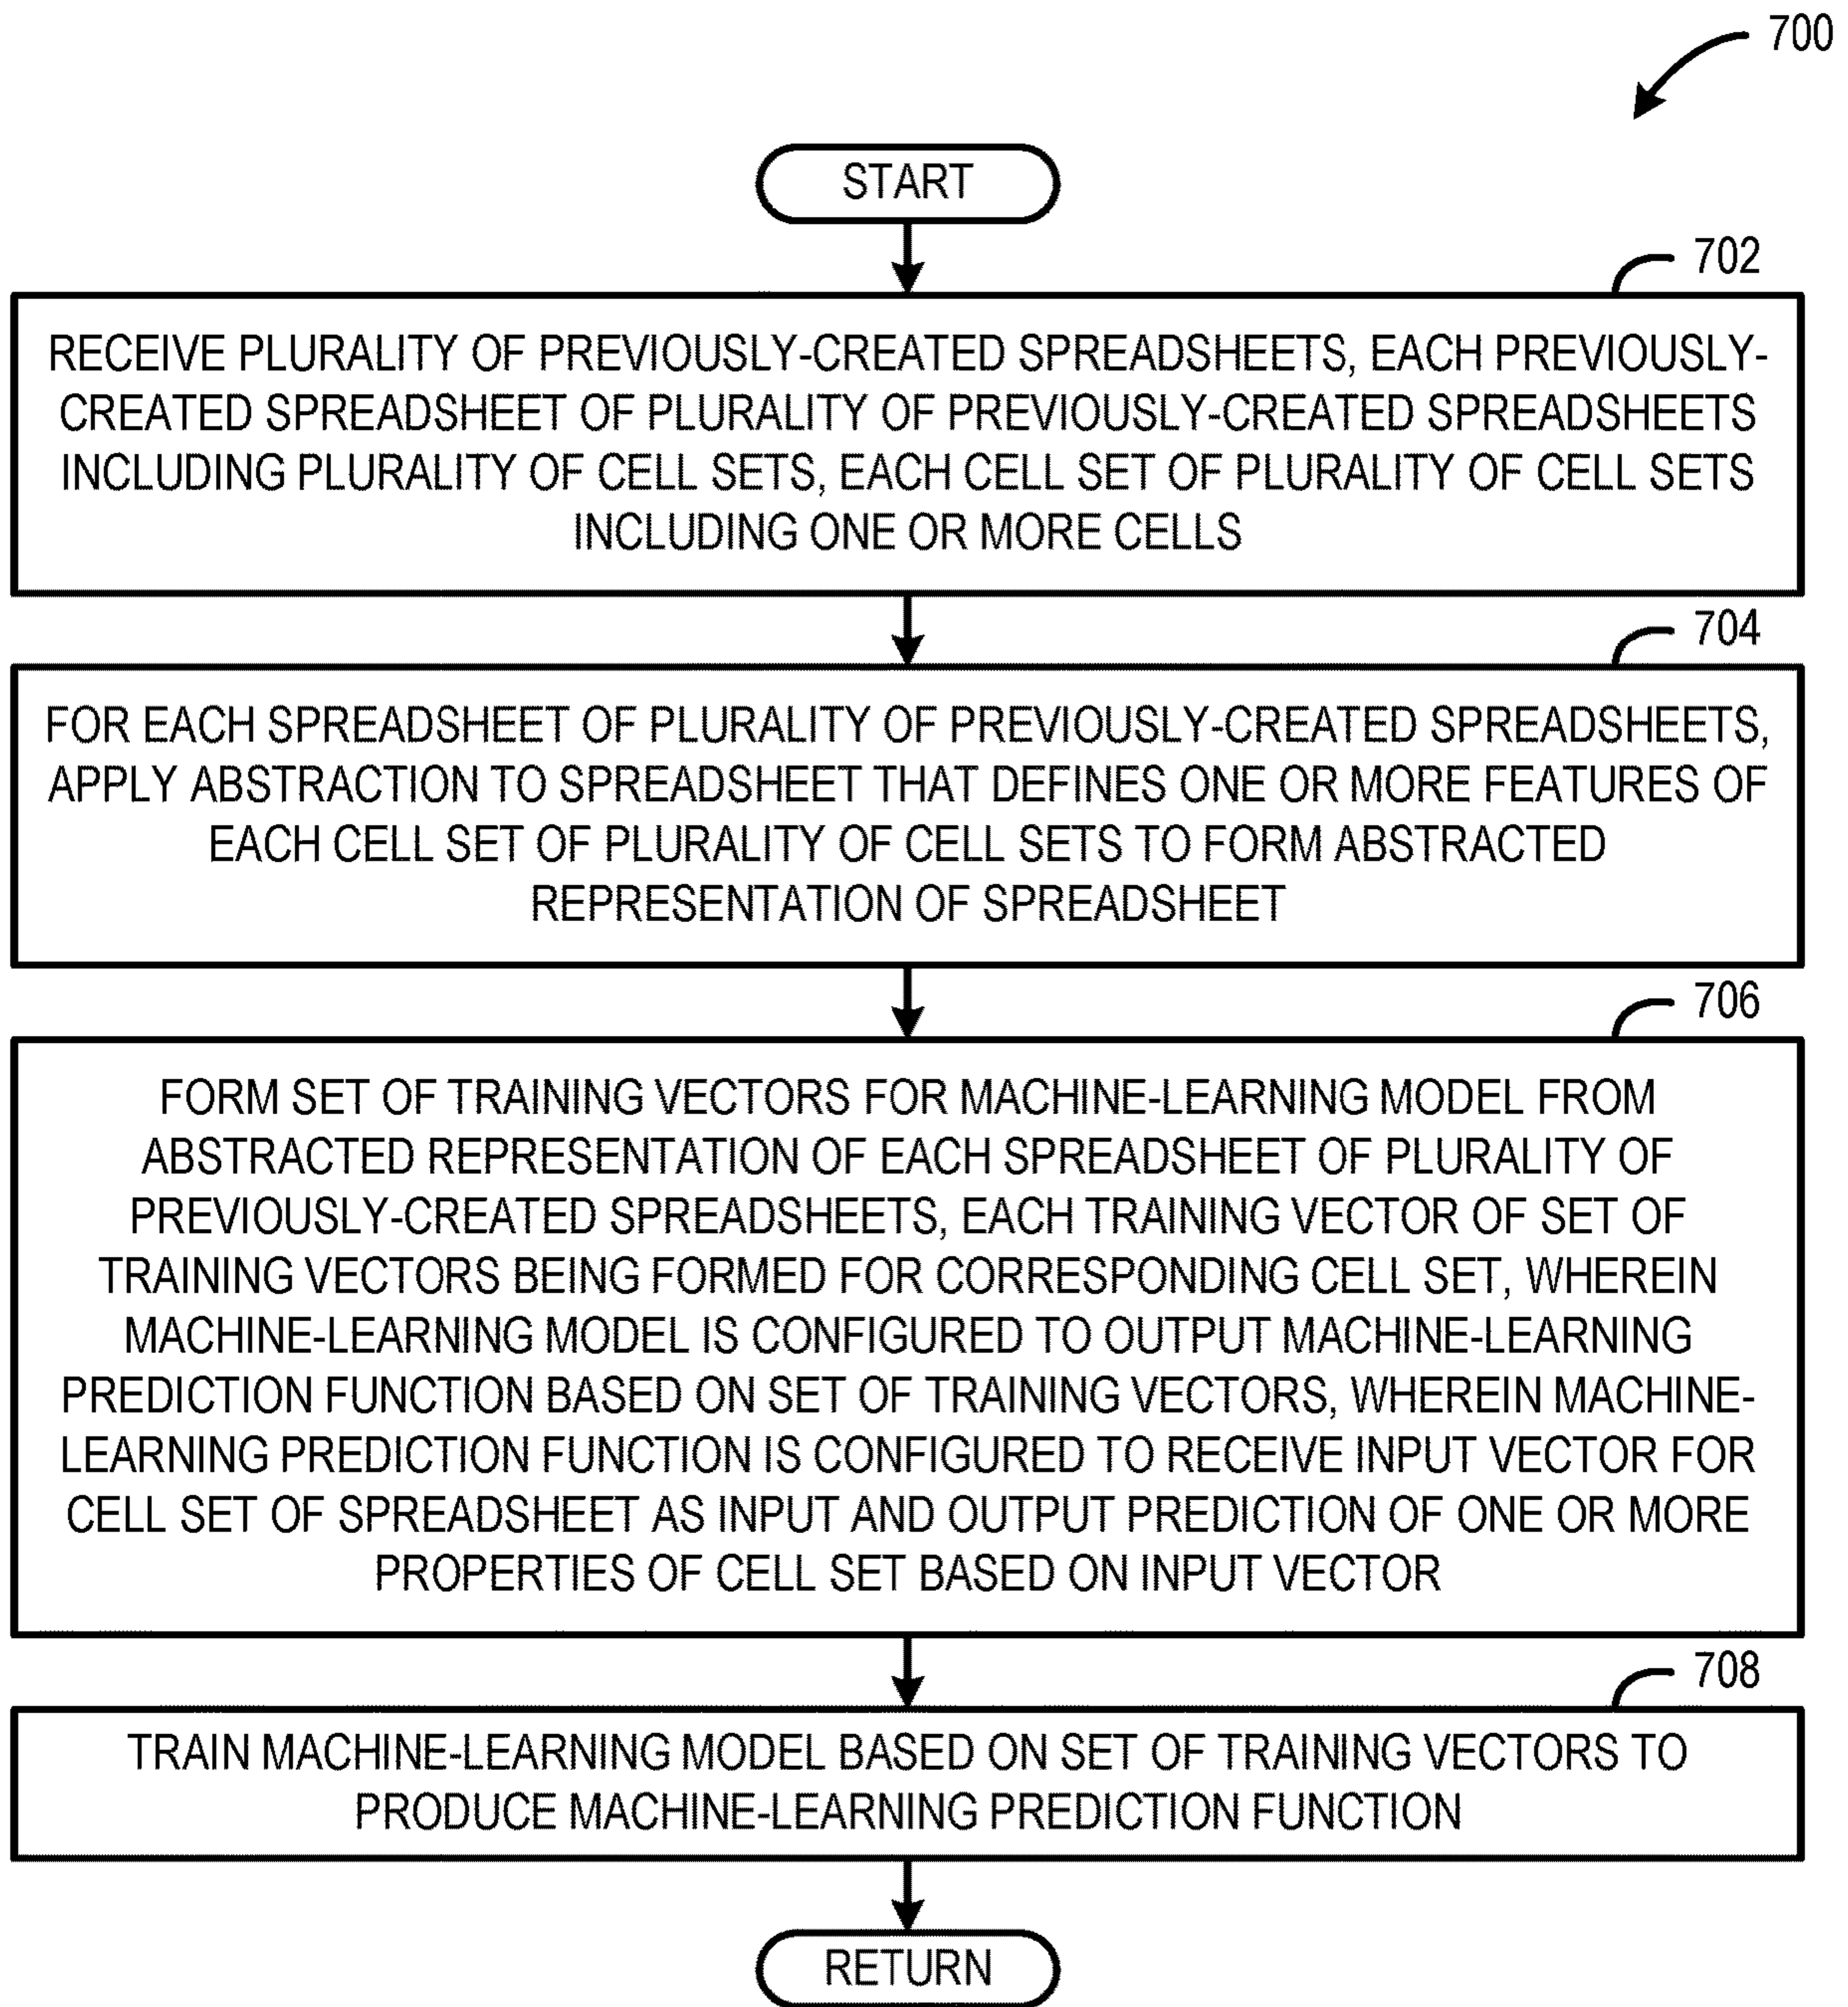 700
START
702
RECEIVE PLURALITY OF PREVIOUSLY-CREATED SPREADSHEETS, EACH PREVIOUSLY-
CREATED SPREADSHEET OF PLURALITY OF PREVIOUSLY-CREATED SPREADSHEETS
INCLUDING PLURALITY OF CELL SETS, EACH CELL SET OF PLURALITY OF CELL SETS
INCLUDING ONE OR MORE CELLS
704
FOR EACH SPREADSHEET OF PLURALITY OF PREVIOUSLY-CREATED SPREADSHEETS,
APPLY ABSTRACTION TO SPREADSHEET THAT DEFINES ONE OR MORE FEATURES OF
EACH CELL SET OF PLURALITY OF CELL SETS TO FORM ABSTRACTED
REPRESENTATION OF SPREADSHEET
706
FORM SET OF TRAINING VECTORS FOR MACHINE-LEARNING MODEL FROM
ABSTRACTED REPRESENTATION OF EACH SPREADSHEET OF PLURALITY OF
PREVIOUSLY-CREATED SPREADSHEETS, EACH TRAINING VECTOR OF SET OF
TRAINING VECTORS BEING FORMED FOR CORRESPONDING CELL SET, WHEREIN
MACHINE-LEARNING MODEL IS CONFIGURED TO OUTPUT MACHINE-LEARNING
PREDICTION FUNCTION BASED ON SET OF TRAINING VECTORS, WHEREIN MACHINE-
LEARNING PREDICTION FUNCTION IS CONFIGURED TO RECEIVE INPUT VECTOR FOR
CELL SET OF SPREADSHEET AS INPUT AND OUTPUT PREDICTION OF ONE OR MORE
PROPERTIES OF CELL SET BASED ON INPUT VECTOR
708
TRAIN MACHINE-LEARNING MODEL BASED ON SET OF TRAINING VECTORS TO
PRODUCE MACHINE-LEARNING PREDICTION FUNCTION
RETURN